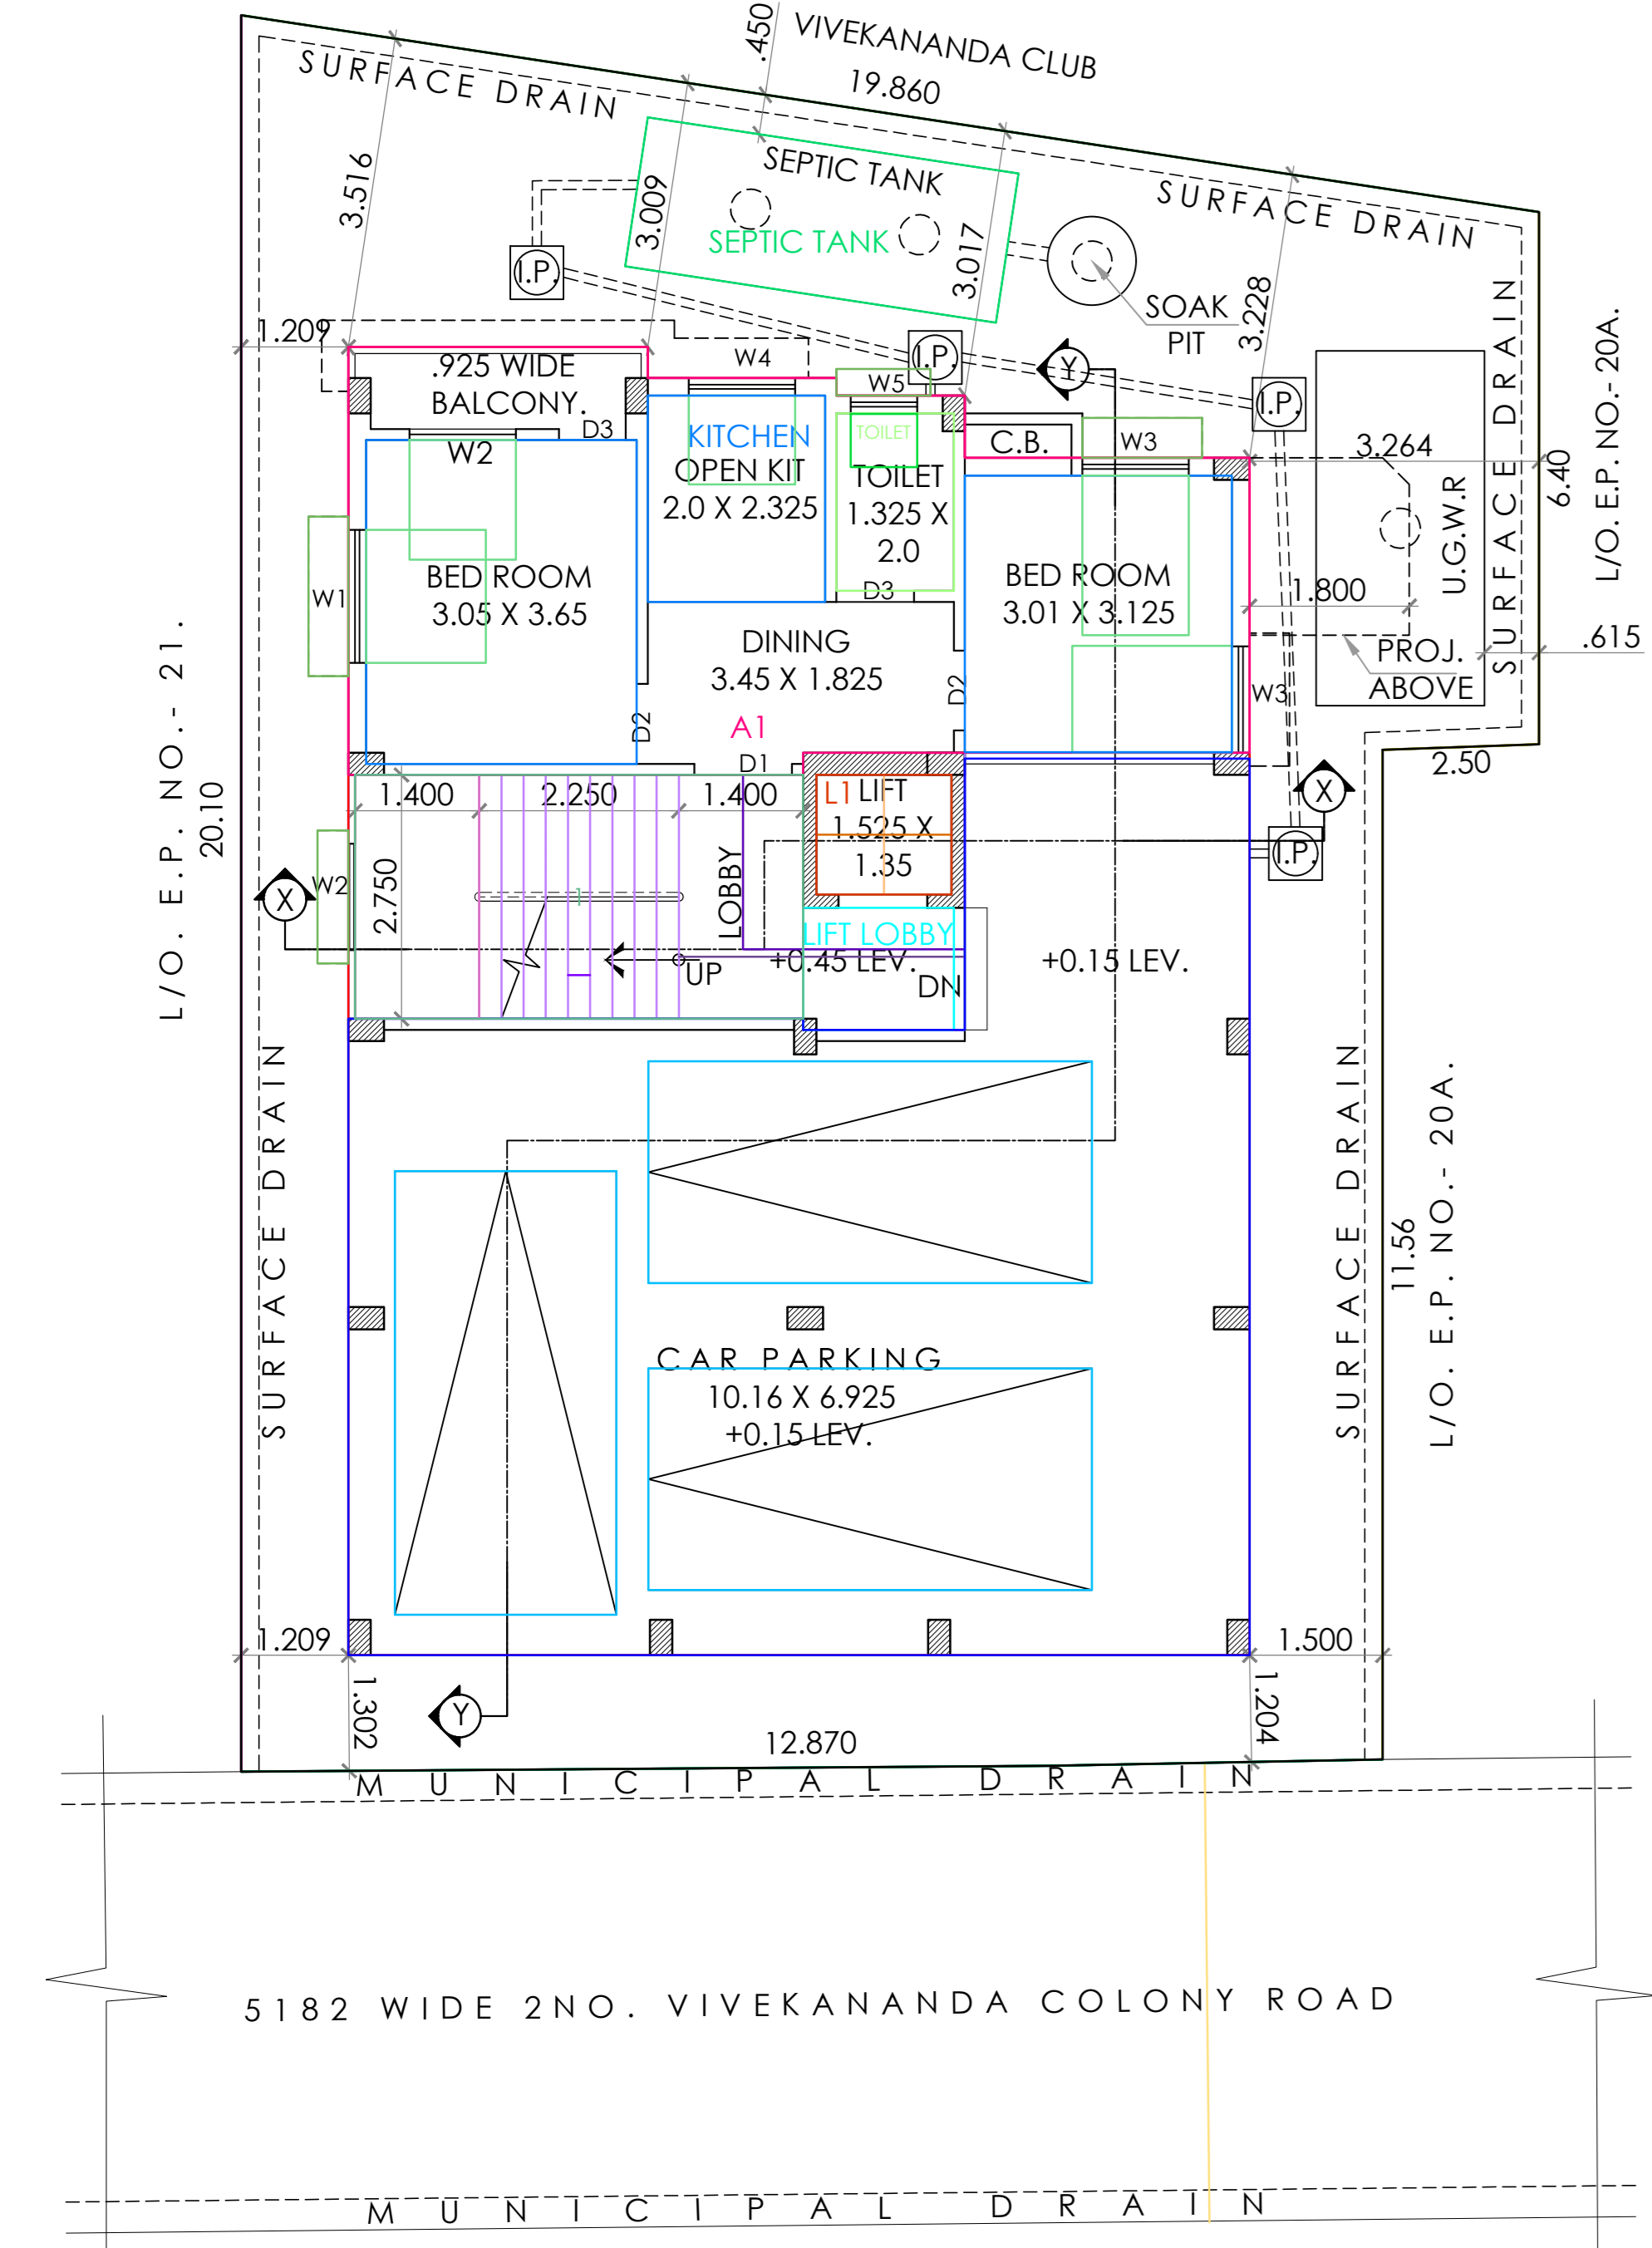 .450
VIVEKANANDA CLUB
19.860
SURFACE DRAIN
3.516
3.009
SEPTIC TANK
SEPTIC TANK
3.017
SURFACE DRAIN
I.P.
SOAK
PIT
3.228
1.209
.925 WIDE
BALCONY.
W4
I.P.
W5
Y
I.P.
D3
W2
KITCHEN
OPEN KIT
2.0 X 2.325
TOILET
TOILET
1.325 X
2.0
D3
C.B.
W3
3.264
6.40
L/O. E.P. NO.- 20A.
U.G.W.R
SURFACE DRAIN
W1
BED ROOM
3.05 X 3.65
BED ROOM
3.01 X 3.125
1.800
.615
DINING
3.45 X 1.825
PROJ.
ABOVE
W3
D2
D2
A1
D1
2.50
L/O. E.P. NO.- 21.
20.10
1.400
2.250
1.400
L1
LIFT
1.525 X
1.35
X
I.P.
W2
X
2.750
1
LOBBY
LIFT LOBBY
+0.45 LEV.
+0.15 LEV.
UP
DN
SURFACE DRAIN
SURFACE DRAIN
11.56
L/O. E.P. NO.- 20A.
CAR PARKING
10.16 X 6.925
+0.15 LEV.
1.209
1.500
1.302
Y
1.204
12.870
MUNICIPAL DRAIN
5182 WIDE 2NO. VIVEKANANDA COLONY ROAD
MUNICIPAL DRAIN